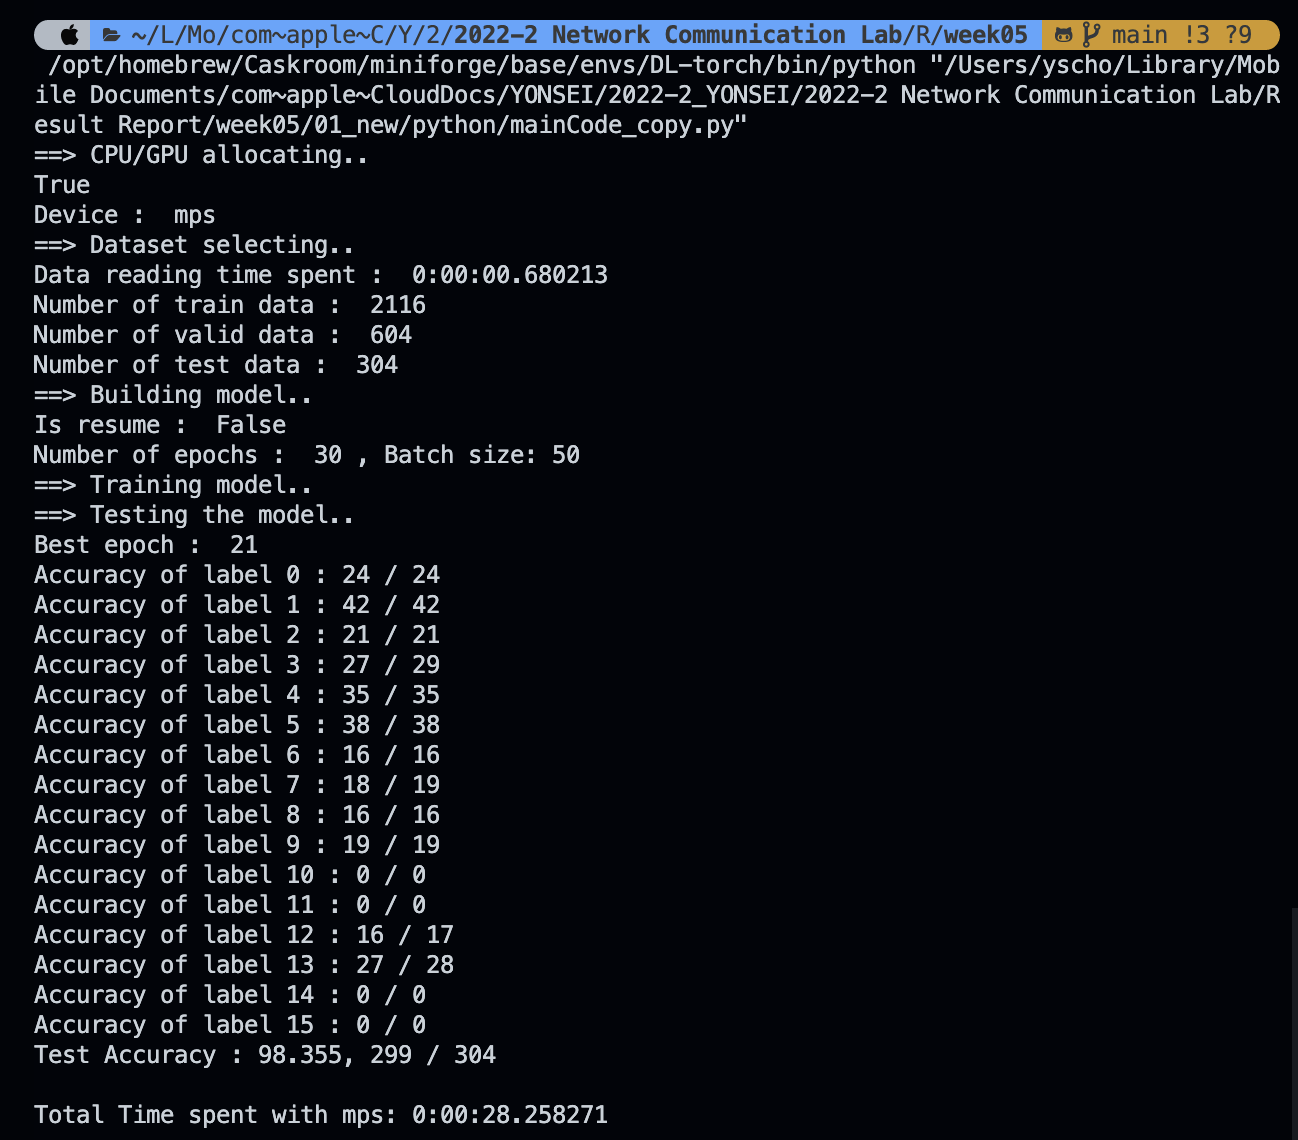 ~/L/Mo/com~apple~C/Y/2/2022-2 Network Communication Lab/R/week05 main !3 ?9
/opt/homebrew/Caskroom/miniforge/base/envs/DL-torch/bin/python "/Users/yscho/Library/Mob
ile Documents/com~apple~CloudDocs/YONSEI/2022-2_YONSEI/2022-2 Network Communication Lab/R
esult Report/week05/01_new/python/mainCode_copy.py"
==> CPU/GPU allocating..
True
Device :  mps
==> Dataset selecting..
Data reading time spent :  0:00:00.680213
Number of train data :  2116
Number of valid data :  604
Number of test data :  304
==> Building model..
Is resume :  False
Number of epochs :  30 , Batch size: 50
==> Training model..
==> Testing the model..
Best epoch :  21
Accuracy of label 0 : 24 / 24
Accuracy of label 1 : 42 / 42
Accuracy of label 2 : 21 / 21
Accuracy of label 3 : 27 / 29
Accuracy of label 4 : 35 / 35
Accuracy of label 5 : 38 / 38
Accuracy of label 6 : 16 / 16
Accuracy of label 7 : 18 / 19
Accuracy of label 8 : 16 / 16
Accuracy of label 9 : 19 / 19
Accuracy of label 10 : 0 / 0
Accuracy of label 11 : 0 / 0
Accuracy of label 12 : 16 / 17
Accuracy of label 13 : 27 / 28
Accuracy of label 14 : 0 / 0
Accuracy of label 15 : 0 / 0
Test Accuracy : 98.355, 299 / 304
Total Time spent with mps: 0:00:28.258271